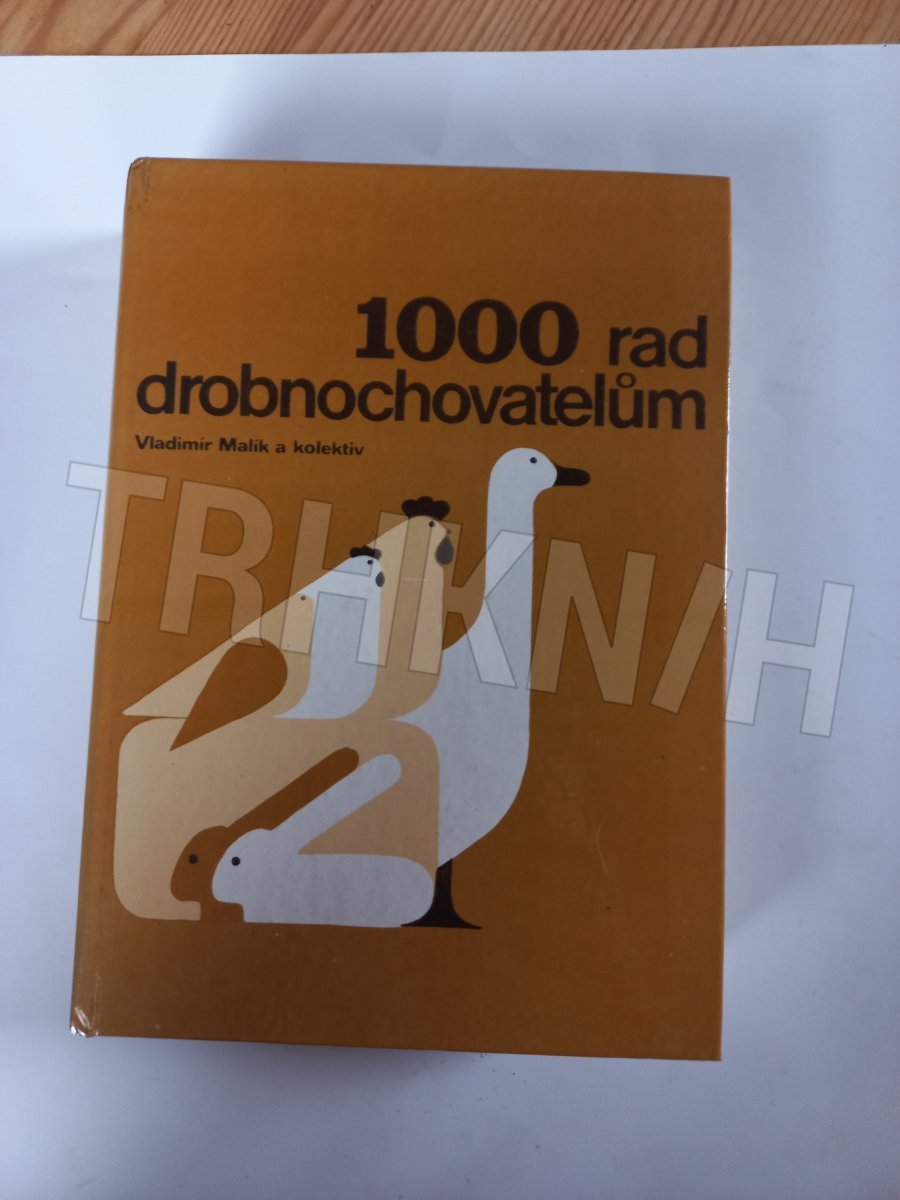 1000 rad
drobnochovatelům
Vladimír Malík a kolektiv
TRHKNIH